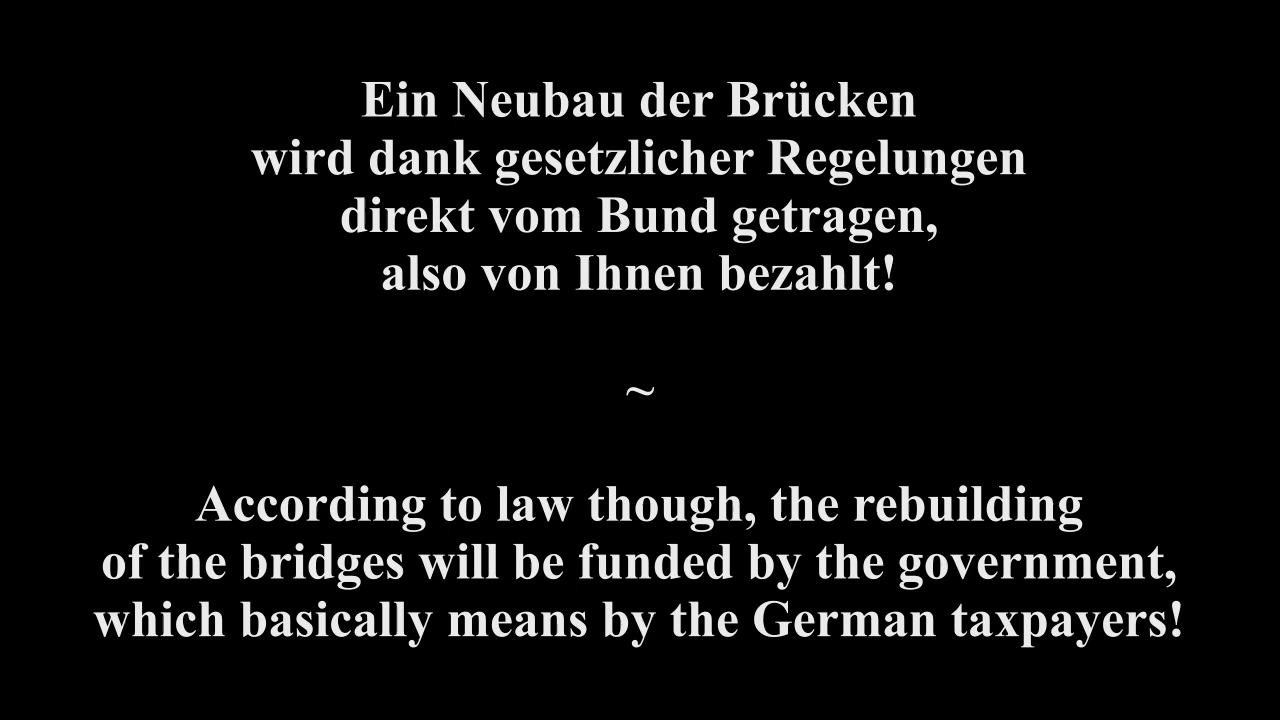 Ein Neubau der Brücken
wird dank gesetzlicher Regelungen
direkt vom Bund getragen,
also von Ihnen bezahlt!
~
According to law though, the rebuilding
of the bridges will be funded by the government,
which basically means by the German taxpayers!